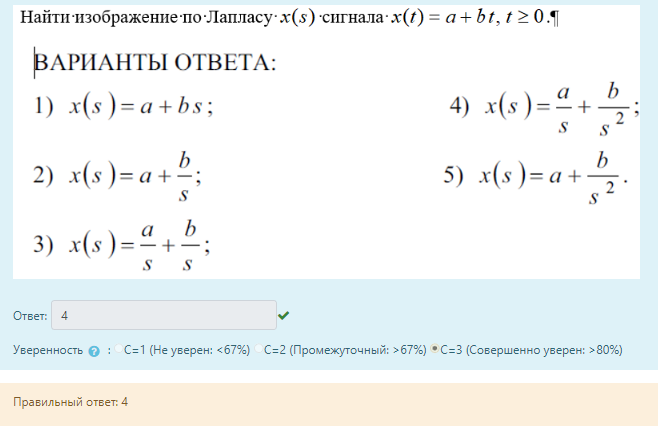 Найти·изображение·по·Лапласу·x(s)·сигнала·x(t) = a + bt, t ≥ 0.¶
ВАРИАНТЫ ОТВЕТА:
1) x(s) = a + bs;
2) x(s) = a + b/s;
3) x(s) = a/s + b/s;
4) x(s) = a/s + b/s²;
5) x(s) = a + b/s².
Ответ: 4
Уверенность ? : C=1 (Не уверен: <67%) C=2 (Промежуточный: >67%) C=3 (Совершенно уверен: >80%)
Правильный ответ: 4